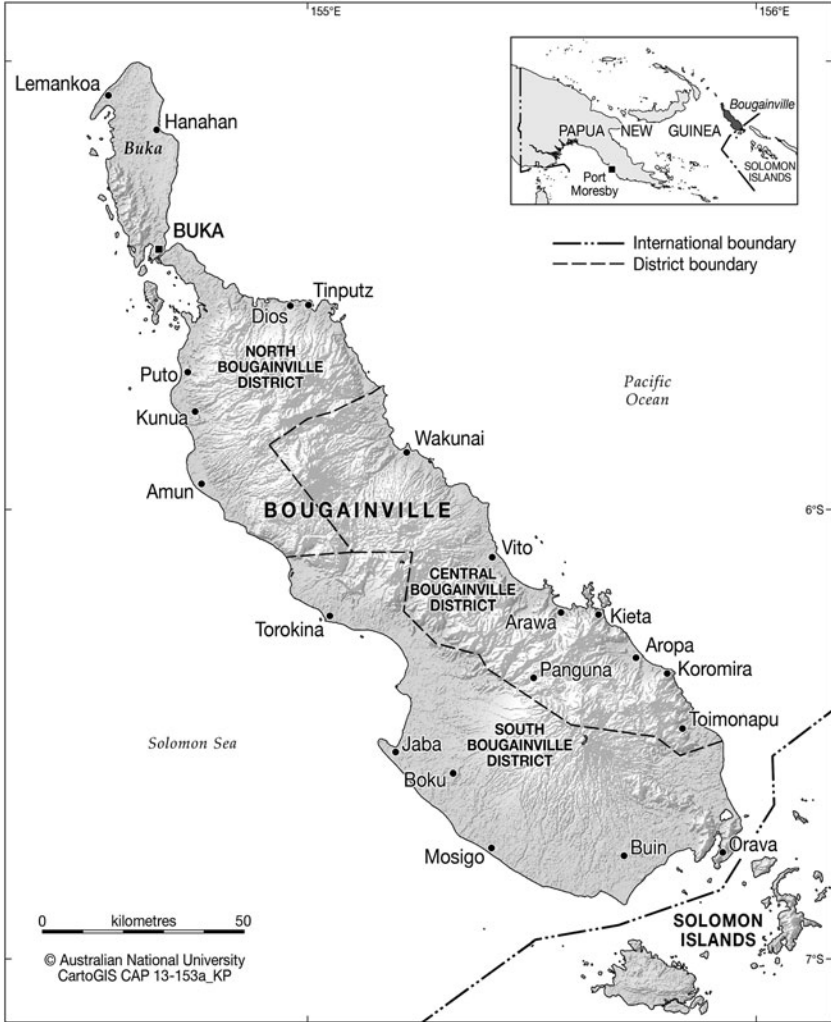 155°E
156°E
Lemankoa
Hanahan
Buka
BUKA
Bougainville
PAPUA NEW GUINEA
SOLOMON
ISLANDS
Port
Moresby
International boundary
District boundary
Tinputz
Dios
NORTH
BOUGAINVILLE
DISTRICT
Puto
Kunua
Pacific
Ocean
Wakunai
Amun
BOUGAINVILLE
6°S
Vito
CENTRAL
BOUGAINVILLE
DISTRICT
Torokina
Arawa
Kieta
Aropa
Panguna
Koromira
Toimonapu
Solomon Sea
SOUTH
BOUGAINVILLE
DISTRICT
Jaba
Boku
Mosigo
Buin
Orava
0 kilometres 50
SOLOMON
ISLANDS
© Australian National University
CartoGIS CAP 13-153a_KP
7°S